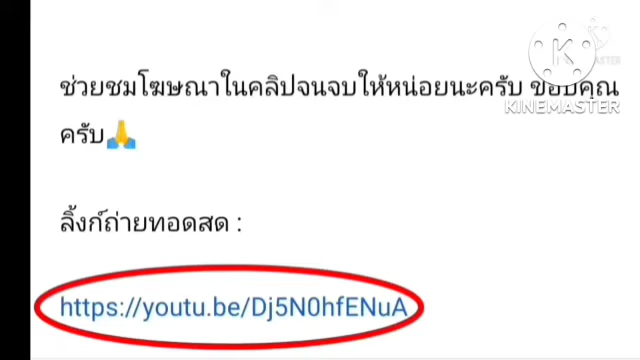 ช่วยชมโฆษณาในคลิปจนจบให้หน่อยนะครับ ขอบคุณ
ครับ🙏
ลิ้งก์ถ่ายทอดสด :
https://youtu.be/Dj5N0hfENuA
K
KINEMASTER